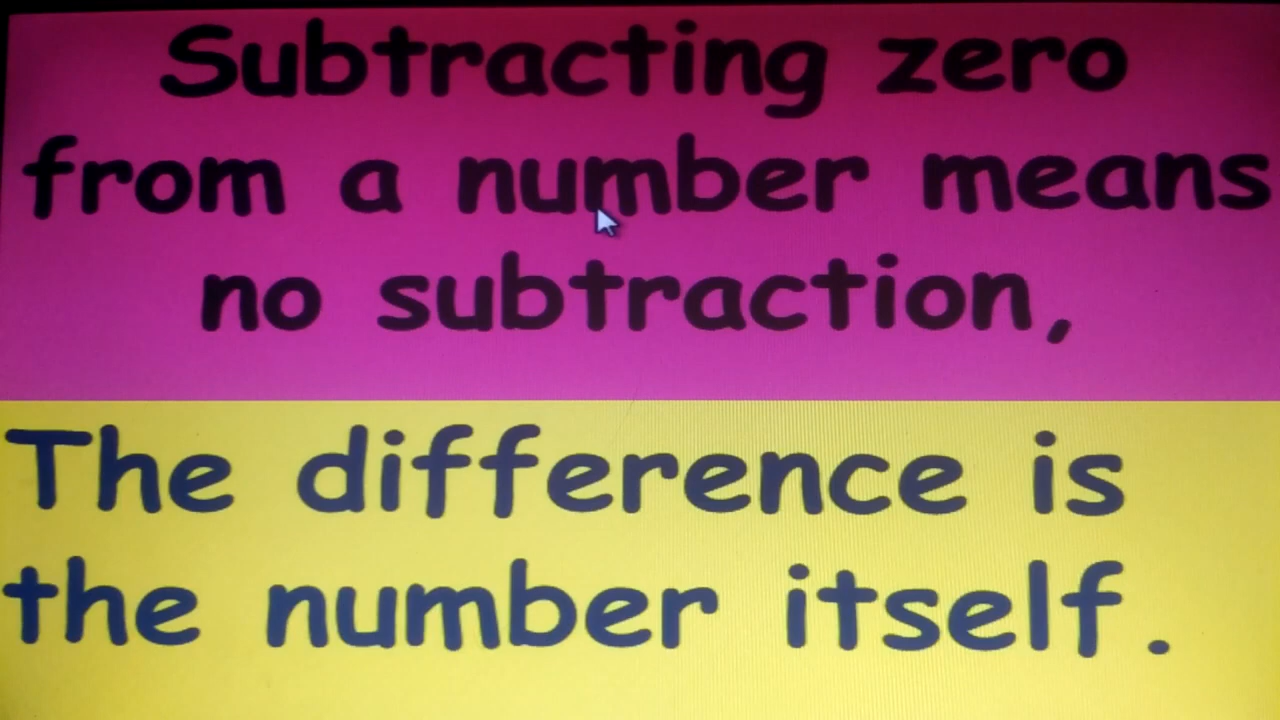 Subtracting zero
from a number means
no subtraction,
The difference is
the number itself.